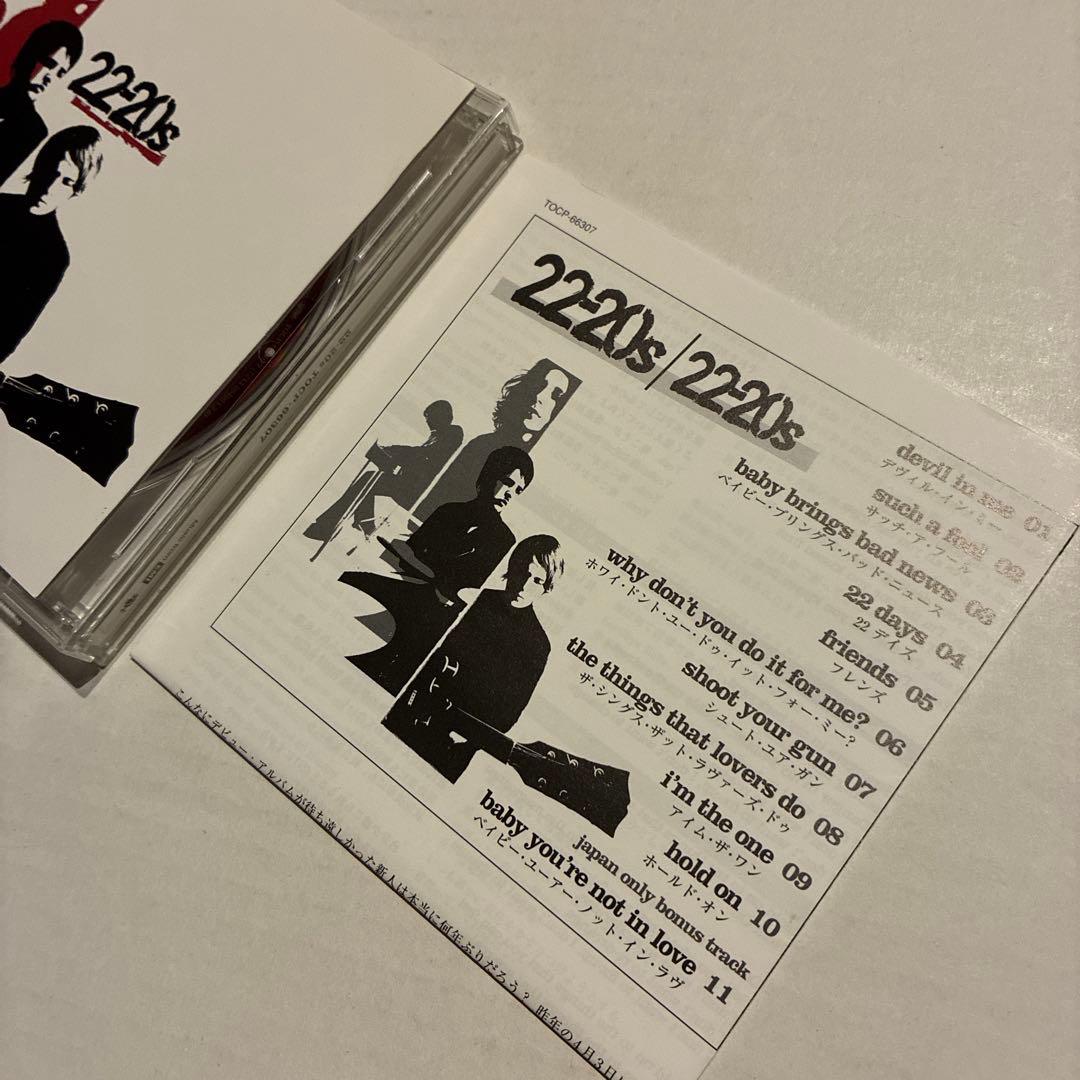 22-20s
22-20s TOCP-66307
TOCP-66307
22-20s/22-20s
devil in me 01
デヴィル・イン・ミー
such a fool 02
サッチ・ア・フール
baby brings bad news 03
ベイビー・ブリングス・バッド・ニュース
22 days 04
22 デイズ
friends 05
フレンズ
why don't you do it for me? 06
ホワイ・ドント・ユー・ドゥ・イット・フォー・ミー?
shoot your gun 07
シュート・ユア・ガン
the things that lovers do 08
ザ・シングス・ザット・ラヴァーズ・ドゥ
i'm the one 09
アイム・ザ・ワン
hold on 10
ホールド・オン
japan only bonus track
baby you're not in love 11
ベイビー・ユーアー・ノット・イン・ラヴ
こんなにデビュー・アルバムが待ち遠しかった新人は本当に何年ぶりだろう? 昨年の4月3日